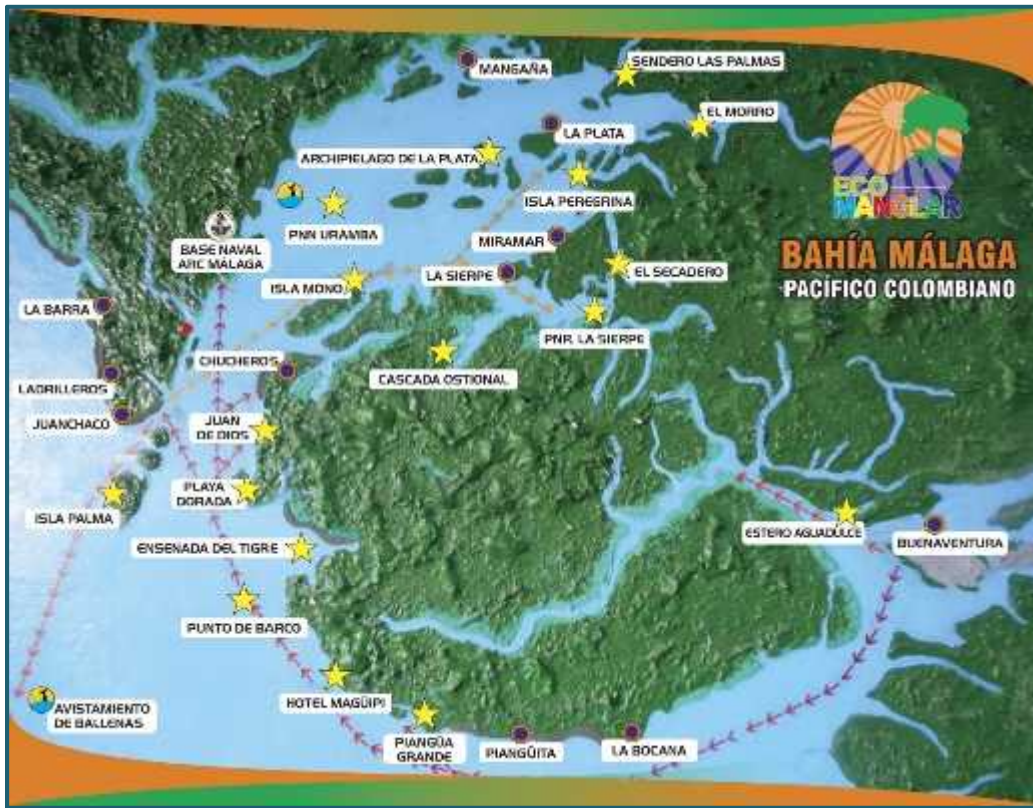 MANGAÑA
SENDERO LAS PALMAS
EL MORRO
LA PLATA
ARCHIPIELAGO DE LA PLATA
ISLA PEREGRINA
ECO
MANGLAR
PNN URAMBA
MIRAMAR
BASE NAVAL
ARC MÁLAGA
BAHÍA MÁLAGA
PACÍFICO COLOMBIANO
LA SIERPE
EL SECADERO
ISLA MONO
LA BARRA
PNR. LA SIERPE
CHUCHEROS
CASCADA OSTIONAL
LADRILLEROS
JUANCHACO
JUAN
DE DIOS
PLAYA
DORADA
ISLA PALMA
ESTERO AGUADULCE
BUENAVENTURA
ENSENADA DEL TIGRE
PUNTO DE BARCO
HOTEL MAGÜIPI
AVISTAMIENTO
DE BALLENAS
PIANGÜA
GRANDE
PIANGÜITA
LA BOCANA